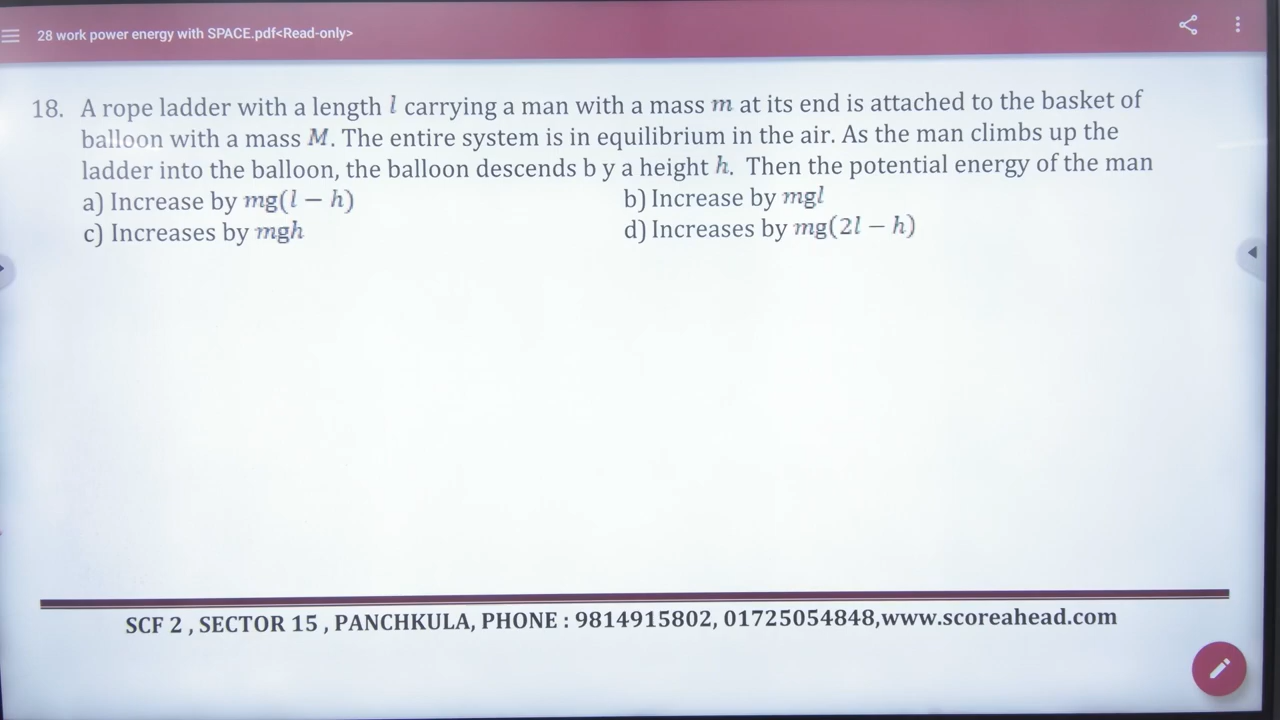 28 work power energy with SPACE.pdf<Read-only>
18. A rope ladder with a length l carrying a man with a mass m at its end is attached to the basket of
balloon with a mass M. The entire system is in equilibrium in the air. As the man climbs up the
ladder into the balloon, the balloon descends b y a height h. Then the potential energy of the man
a) Increase by mg(l – h) b) Increase by mgl
c) Increases by mgh d) Increases by mg(2l – h)
SCF 2 , SECTOR 15 , PANCHKULA, PHONE : 9814915802, 01725054848,www.scoreahead.com